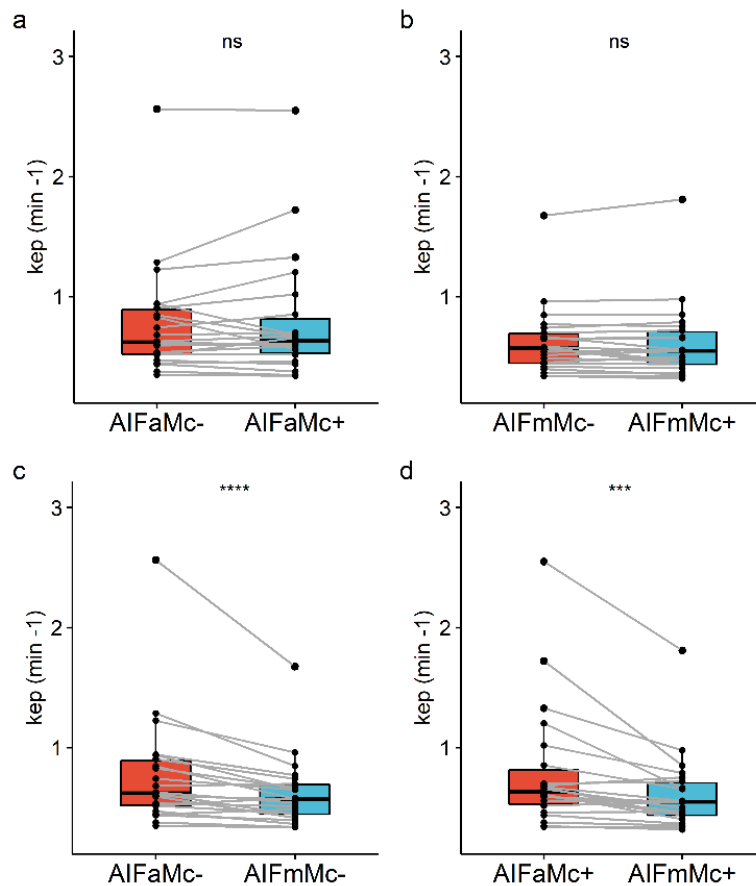 a
ns
3
2
1
kep (min -1)
AIFaMc- AIFaMc+
b
ns
3
2
1
kep (min -1)
AIFmMc- AIFmMc+
c
****
3
2
1
kep (min -1)
AIFaMc- AIFmMc-
d
***
3
2
1
kep (min -1)
AIFaMc+ AIFmMc+